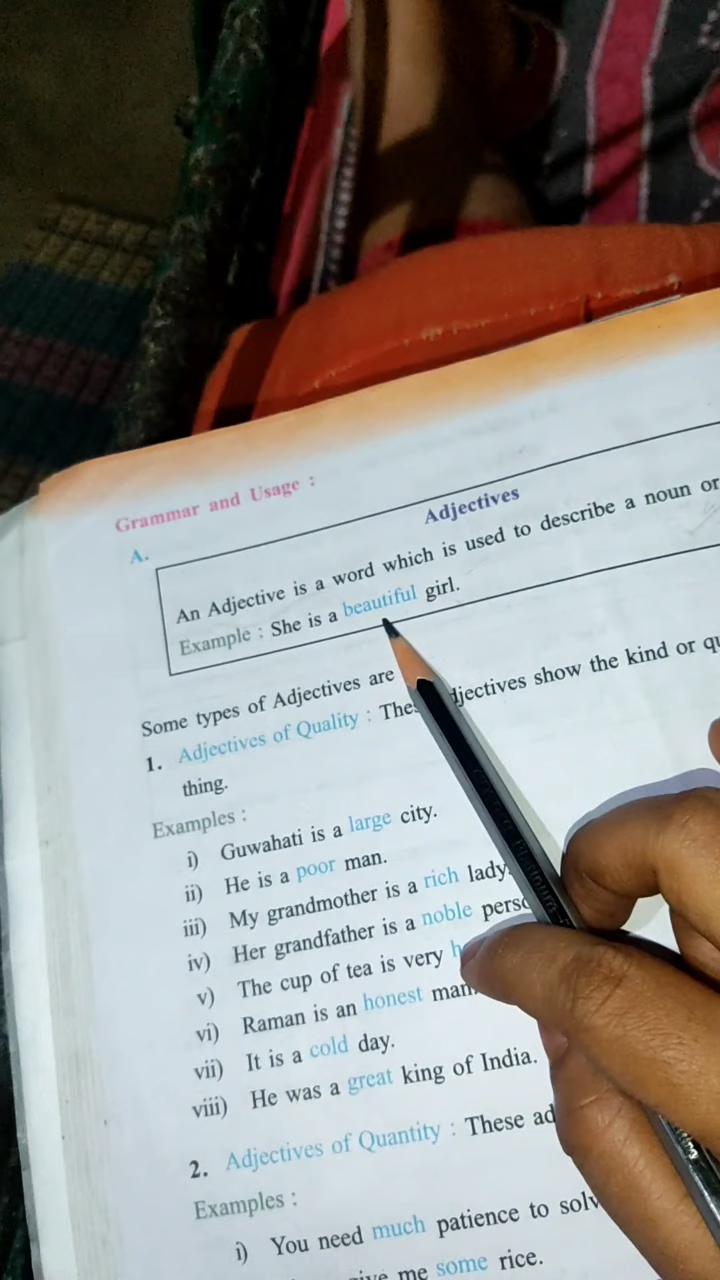 Grammar and Usage :
A.
Adjectives
An Adjective is a word which is used to describe a noun or
Example : She is a beautiful girl.
Some types of Adjectives are
1. Adjectives of Quality : These adjectives show the kind or
thing.
Examples :
i) Guwahati is a large city.
ii) He is a poor man.
iii) My grandmother is a rich lady.
iv) Her grandfather is a noble
v) The cup of tea is very
vi) Raman is an honest man.
vii) It is a cold day.
viii) He was a great king of India.
2. Adjectives of Quantity : These
Examples :
i) You need much patience to
me some rice.